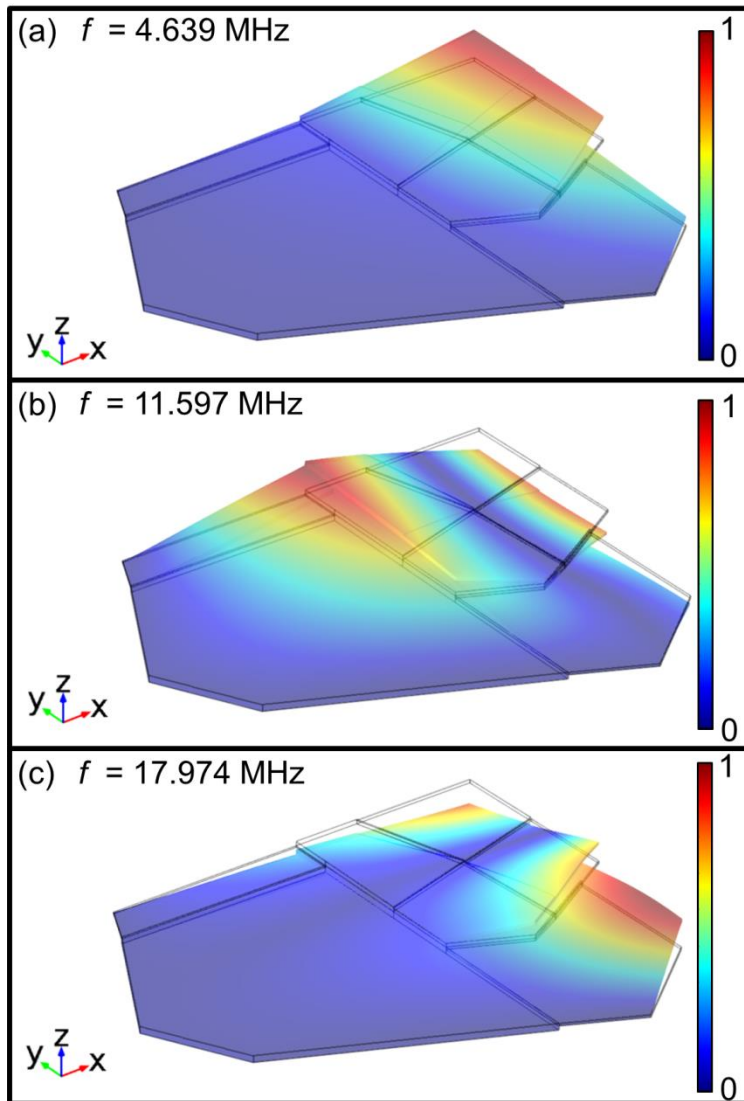 (a) f = 4.639 MHz
1
0
y z x
(b) f = 11.597 MHz
1
0
y z x
(c) f = 17.974 MHz
1
0
y z x